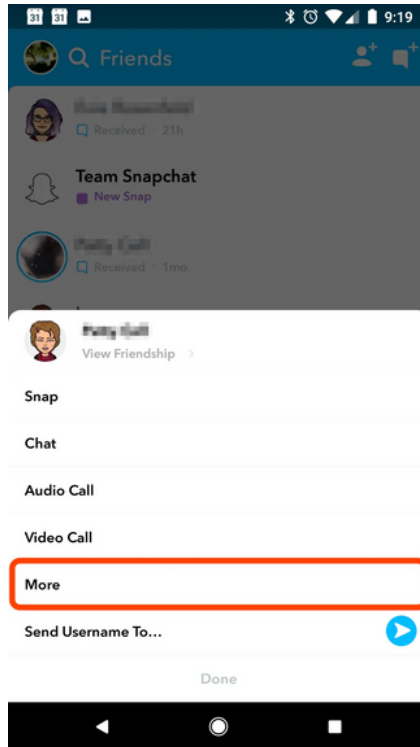 31 31 9:19
Friends
Received · 21h
Team Snapchat
New Snap
Received · 1mo
View Friendship
Snap
Chat
Audio Call
Video Call
More
Send Username To...
Done